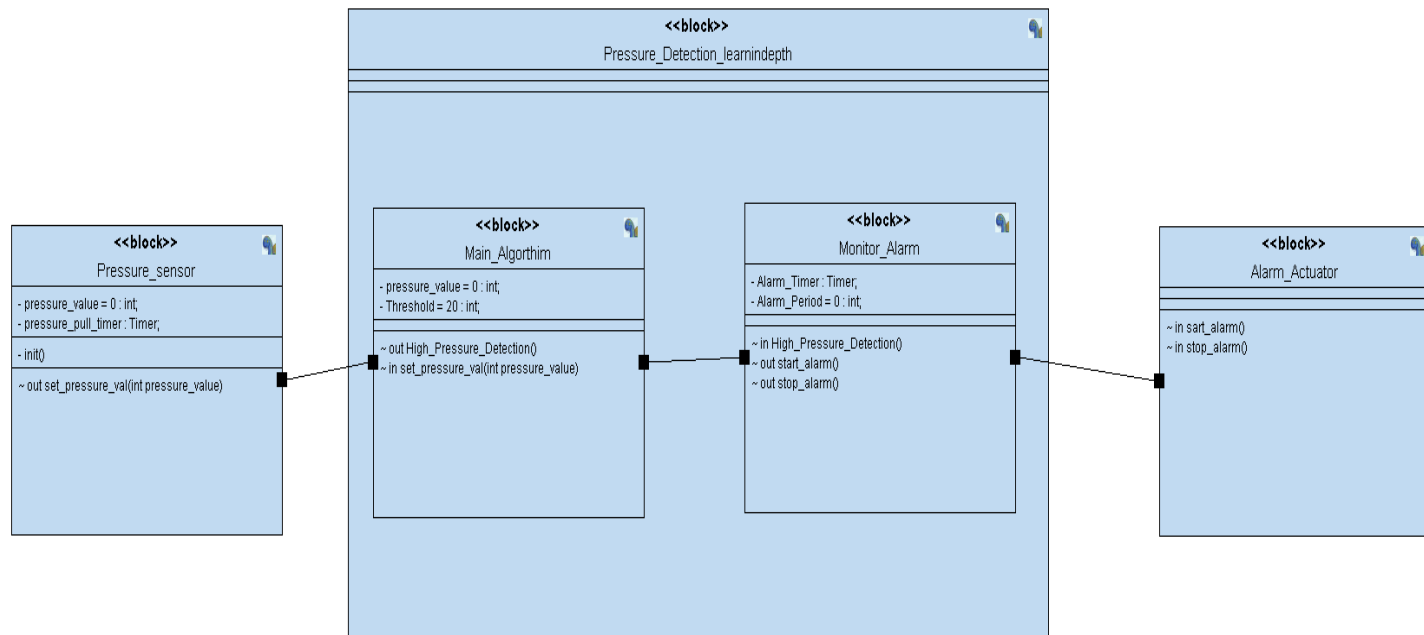 <<block>>
Pressure_Detection_learnindepth
<<block>>
Pressure_sensor
- pressure_value = 0 : int;
- pressure_pull_timer : Timer;
- init()
~ out set_pressure_val(int pressure_value)
<<block>>
Main_Algorthim
- pressure_value = 0 : int;
- Threshold = 20 : int;
~ out High_Pressure_Detection()
~ in set_pressure_val(int pressure_value)
<<block>>
Monitor_Alarm
- Alarm_Timer : Timer;
- Alarm_Period = 0 : int;
~ in High_Pressure_Detection()
~ out start_alarm()
~ out stop_alarm()
<<block>>
Alarm_Actuator
~ in sart_alarm()
~ in stop_alarm()